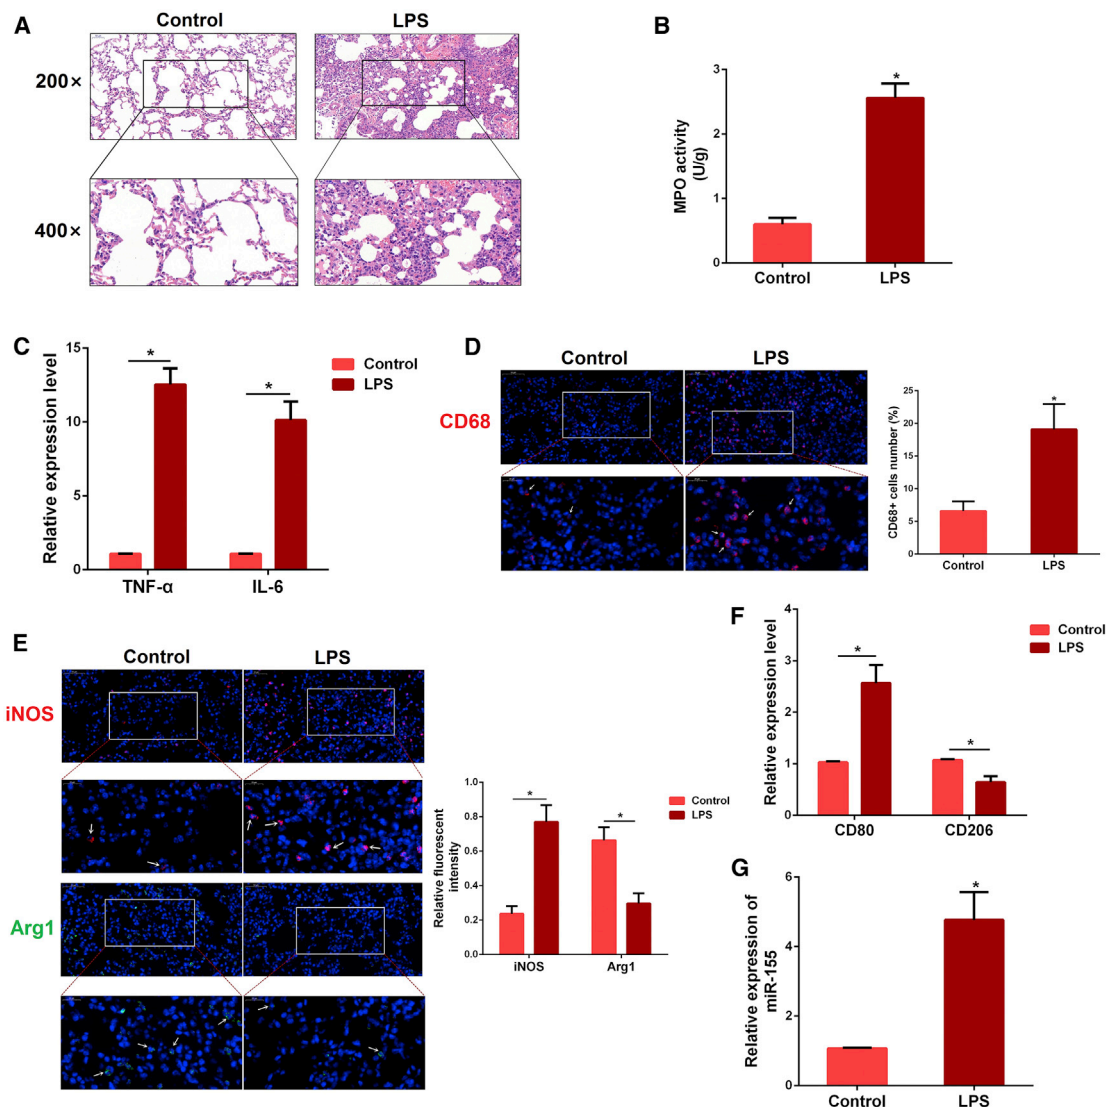 A
Control
LPS
200×
400×
B
MPO activity
(U/g)
3
2
1
0
*
Control
LPS
C
Relative expression level
15
10
5
0
*
*
Control
LPS
TNF-α
IL-6
D
Control
LPS
CD68
CD68+ cells number (%)
25
20
15
10
5
0
*
Control
LPS
E
Control
LPS
iNOS
Arg1
Relative fluorescent
intensity
1.0
0.8
0.6
0.4
0.2
0.0
*
*
Control
LPS
iNOS
Arg1
F
Relative expression level
4
3
2
1
0
*
*
Control
LPS
CD80
CD206
G
Relative expression of
miR-155
6
4
2
0
*
Control
LPS